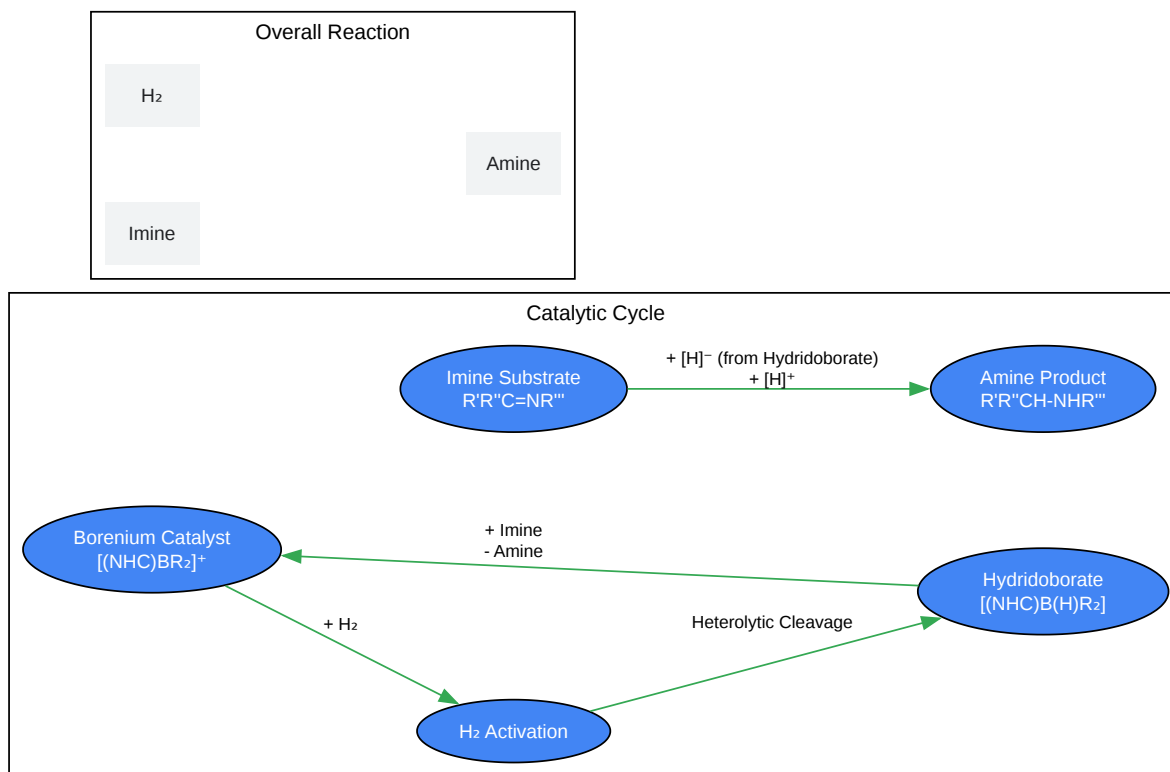 Overall Reaction
H₂
Amine
Imine
Catalytic Cycle
+ [H]⁻ (from Hydridoborate)
+ [H]⁺
Imine Substrate
R'R''C=NR'''
Amine Product
R'R''CH-NHR'''
+ Imine
- Amine
Borenium Catalyst
[(NHC)BR₂]⁺
Hydridoborate
[(NHC)B(H)R₂]
+ H₂
Heterolytic Cleavage
H₂ Activation